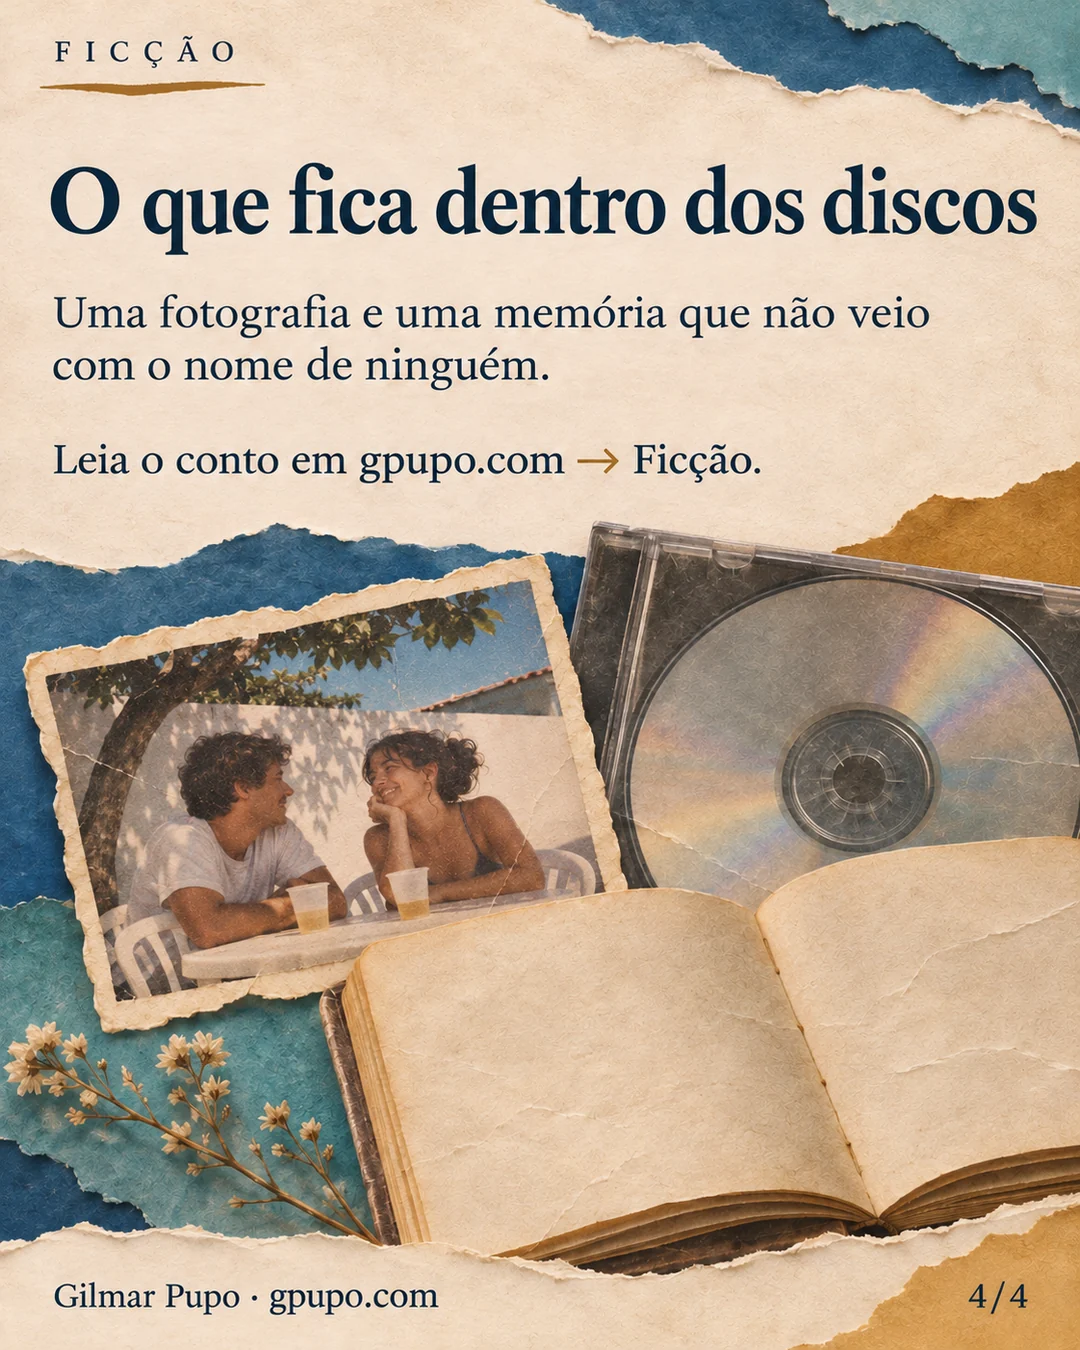 FICÇÃO
O que fica dentro dos discos
Uma fotografia e uma memória que não veio
com o nome de ninguém.
Leia o conto em gpupo.com → Ficção.
Gilmar Pupo · gpupo.com
4/4